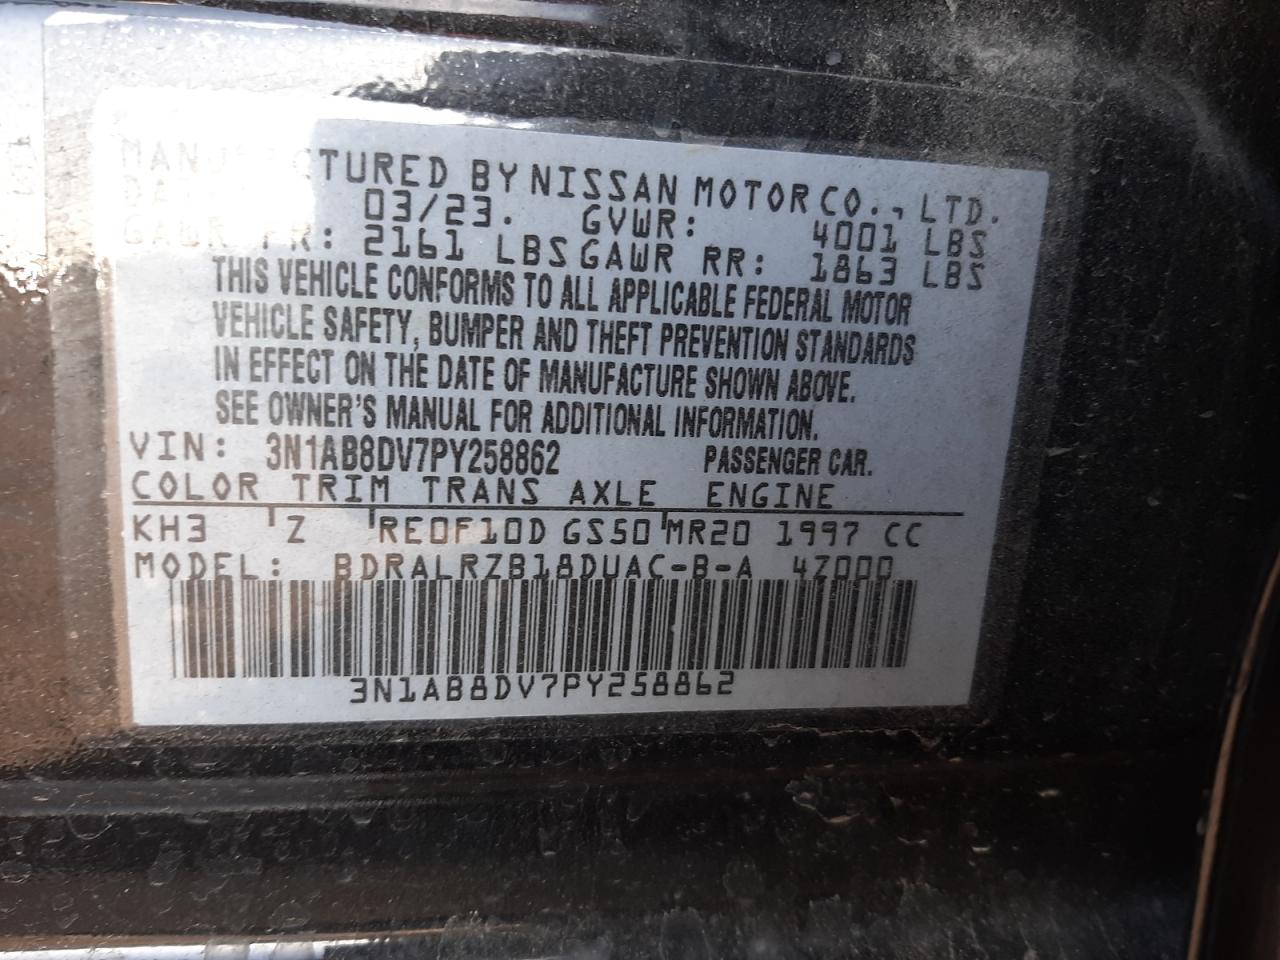 MANUFACTURED BY NISSAN MOTOR CO., LTD.
03/23. GVWR: 4001 LBS
GAWR FR: 2161 LBS GAWR RR: 1863 LBS
THIS VEHICLE CONFORMS TO ALL APPLICABLE FEDERAL MOTOR
VEHICLE SAFETY, BUMPER AND THEFT PREVENTION STANDARDS
IN EFFECT ON THE DATE OF MANUFACTURE SHOWN ABOVE.
SEE OWNER'S MANUAL FOR ADDITIONAL INFORMATION.
VIN: 3N1AB8DV7PY258862 PASSENGER CAR.
COLOR TRIM TRANS AXLE ENGINE
KH3 Z RE0F10D GS50 MR20 1997 CC
MODEL: BDRALRZB18DUAC-B-A 4Z000
3N1AB8DV7PY258862